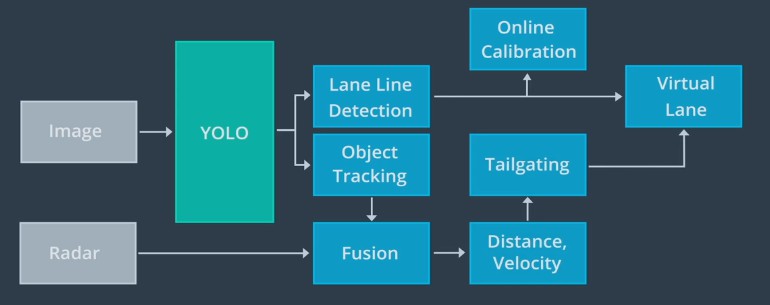 Online
Calibration
Lane Line
Detection
Virtual
Lane
Image
YOLO
Object
Tracking
Tailgating
Radar
Fusion
Distance,
Velocity